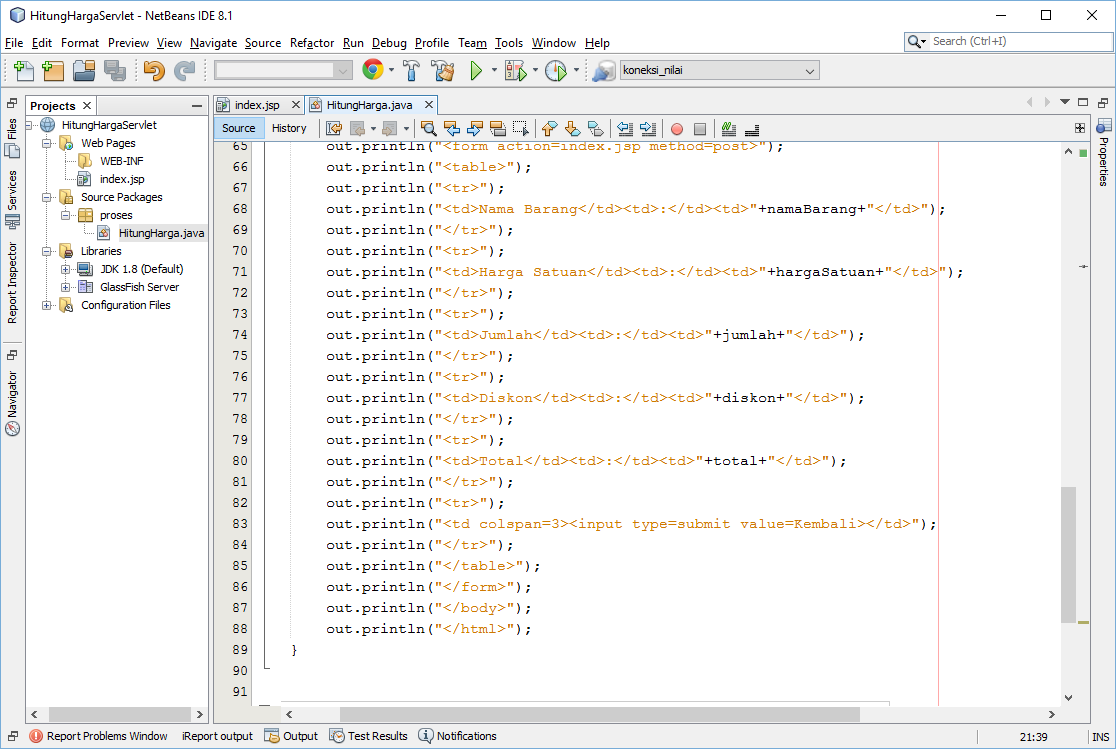 HitungHargaServlet - NetBeans IDE 8.1
File Edit Format Preview View Navigate Source Refactor Run Debug Profile Team Tools Window Help
Search (Ctrl+I)
koneksi_nilai
Projects
index.jsp HitungHarga.java
Source History
Files
Services
Report Inspector
Navigator
HitungHargaServlet
Web Pages
WEB-INF
index.jsp
Source Packages
proses
HitungHarga.java
Libraries
JDK 1.8 (Default)
GlassFish Server
Configuration Files
65 out.println("<form action=index.jsp method=post>");
66 out.println("<table>");
67 out.println("<tr>");
68 out.println("<td>Nama Barang</td><td>:</td><td>"+namaBarang+"</td>");
69 out.println("</tr>");
70 out.println("<tr>");
71 out.println("<td>Harga Satuan</td><td>:</td><td>"+hargaSatuan+"</td>");
72 out.println("</tr>");
73 out.println("<tr>");
74 out.println("<td>Jumlah</td><td>:</td><td>"+jumlah+"</td>");
75 out.println("</tr>");
76 out.println("<tr>");
77 out.println("<td>Diskon</td><td>:</td><td>"+diskon+"</td>");
78 out.println("</tr>");
79 out.println("<tr>");
80 out.println("<td>Total</td><td>:</td><td>"+total+"</td>");
81 out.println("</tr>");
82 out.println("<tr>");
83 out.println("<td colspan=3><input type=submit value=Kembali></td>");
84 out.println("</tr>");
85 out.println("</table>");
86 out.println("</form>");
87 out.println("</body>");
88 out.println("</html>");
89 }
90
91
Properties
Report Problems Window iReport output Output Test Results Notifications
21:39 INS